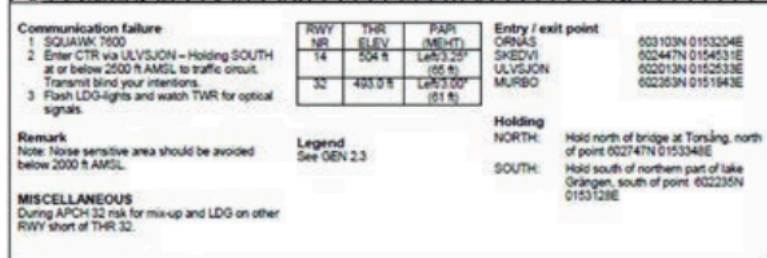 Communication failure
1 SQUAWK 7600
2 Enter CTR via ULVSJON – Holding SOUTH
at or below 2500 ft AMSL to traffic circuit.
Transmit blind your intentions.
3 Flash LDG-lights and watch TWR for optical
signals.
Remark
Note: Noise sensitive area should be avoided
below 2000 ft AMSL.
MISCELLANEOUS
During APCH 32 risk for mix-up and LDG on other
RWY short of THR 32.
RWY NR THR ELEV PAPI (MEHT)
14 504 ft Left/3.25° (65 ft)
32 493.0 ft Left/3.00° (61 ft)
Legend
See GEN 2.3
Entry / exit point
ORNÄS 603103N 0153204E
SKEDVI 602447N 0154531E
ULVSJON 602013N 0152533E
MURBO 602363N 0151843E
Holding
NORTH: Hold north of bridge at Torsång, north
of point 602747N 0153348E
SOUTH: Hold south of northern part of lake
Grängen, south of point 602235N
0153128E